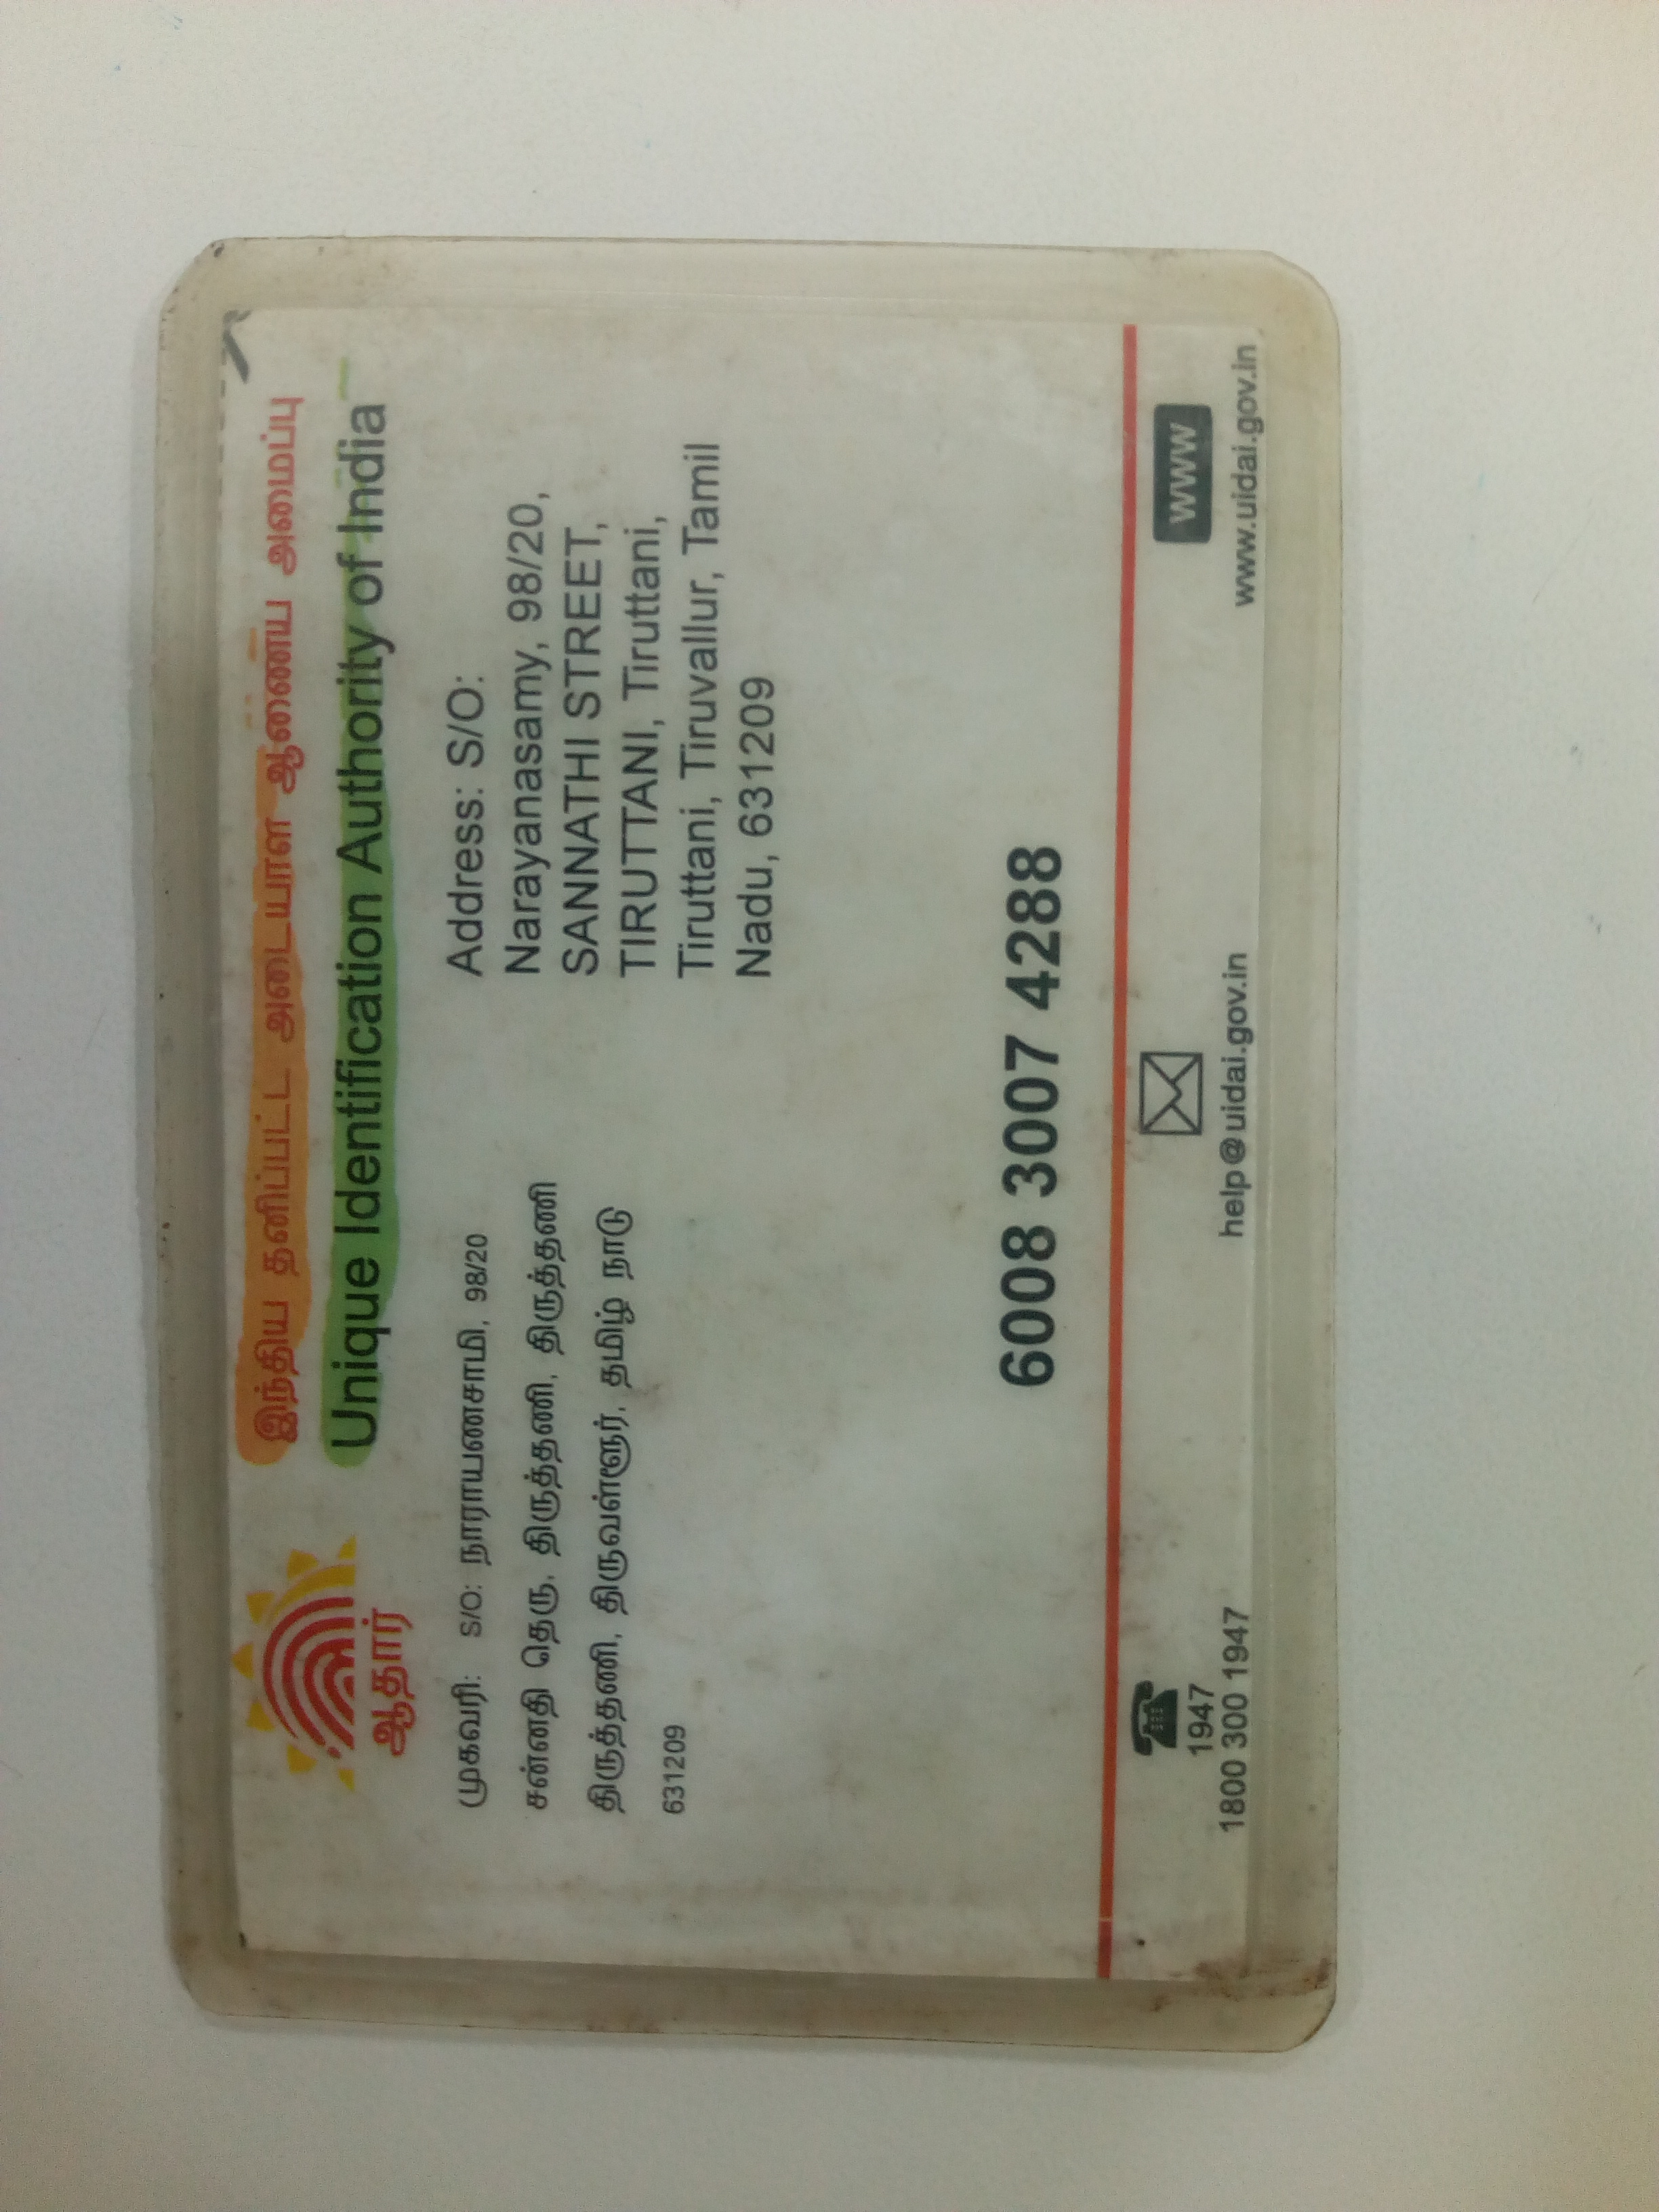 இந்திய தனிப்பட்ட அடையாள ஆணைய அமைப்பு
Unique Identification Authority of India
ஆதார்
முகவரி: S/O: நாராயணசாமி, 98/20
சன்னதி தெரு, திருத்தணி, திருத்தணி
திருத்தணி, திருவள்ளூர், தமிழ் நாடு
631209
Address: S/O:
Narayanasamy, 98/20,
SANNATHI STREET,
TIRUTTANI, Tiruttani,
Tiruttani, Tiruvallur, Tamil
Nadu, 631209
6008 3007 4288
1947
1800 300 1947
help@uidai.gov.in
WWW
www.uidai.gov.in